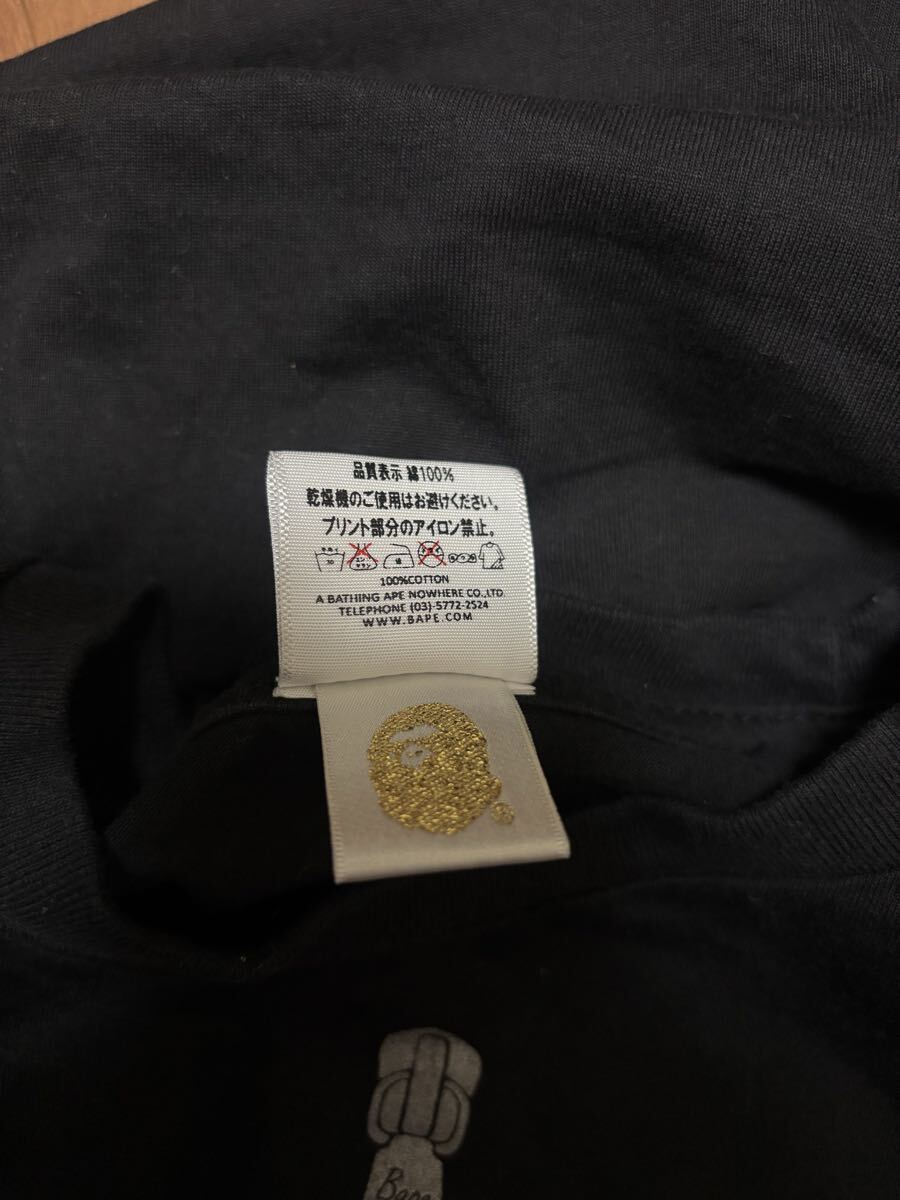 品質表示 綿100%
乾燥機のご使用はお避けください。
プリント部分のアイロン禁止。
30
100%COTTON
A BATHING APE NOWHERE CO.,LTD.
TELEPHONE (03)-5772-2524
WWW.BAPE.COM
Bape